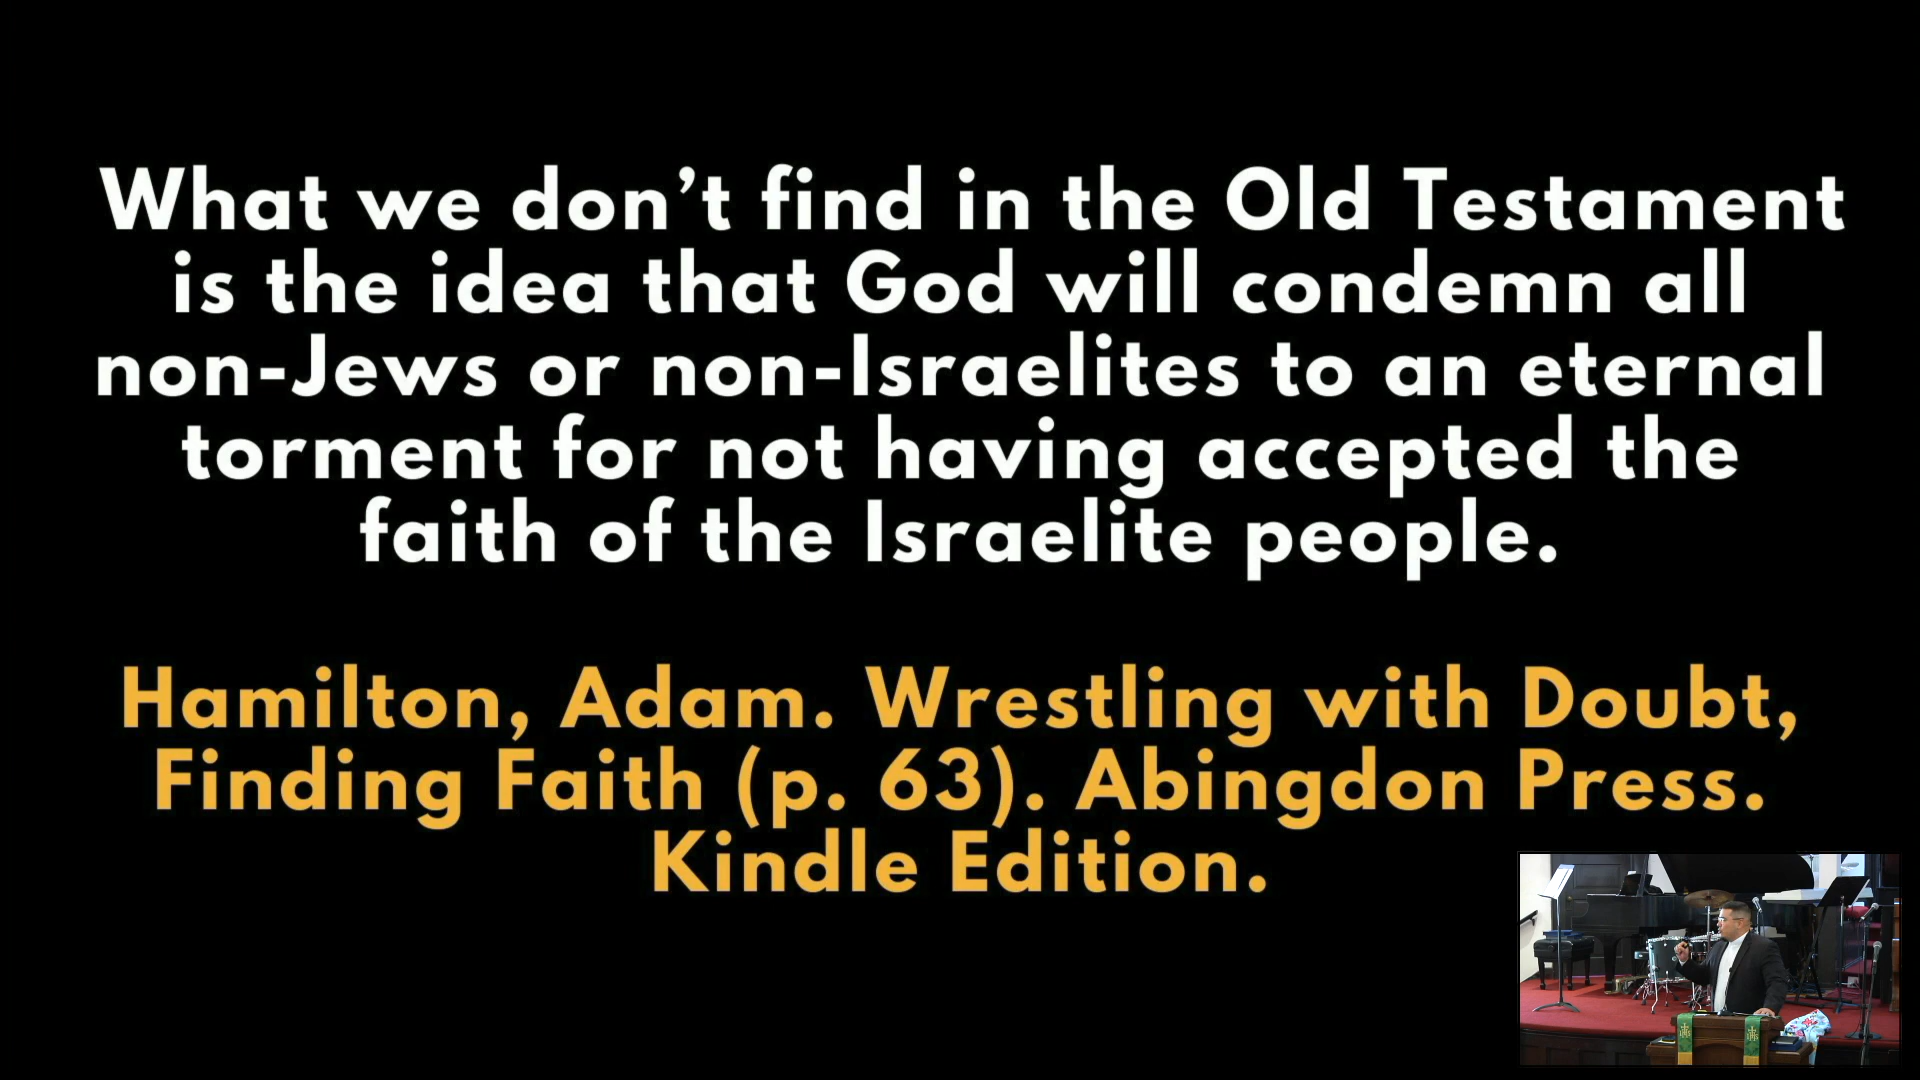 What we don’t find in the Old Testament
is the idea that God will condemn all
non-Jews or non-Israelites to an eternal
torment for not having accepted the
faith of the Israelite people.
Hamilton, Adam. Wrestling with Doubt,
Finding Faith (p. 63). Abingdon Press.
Kindle Edition.